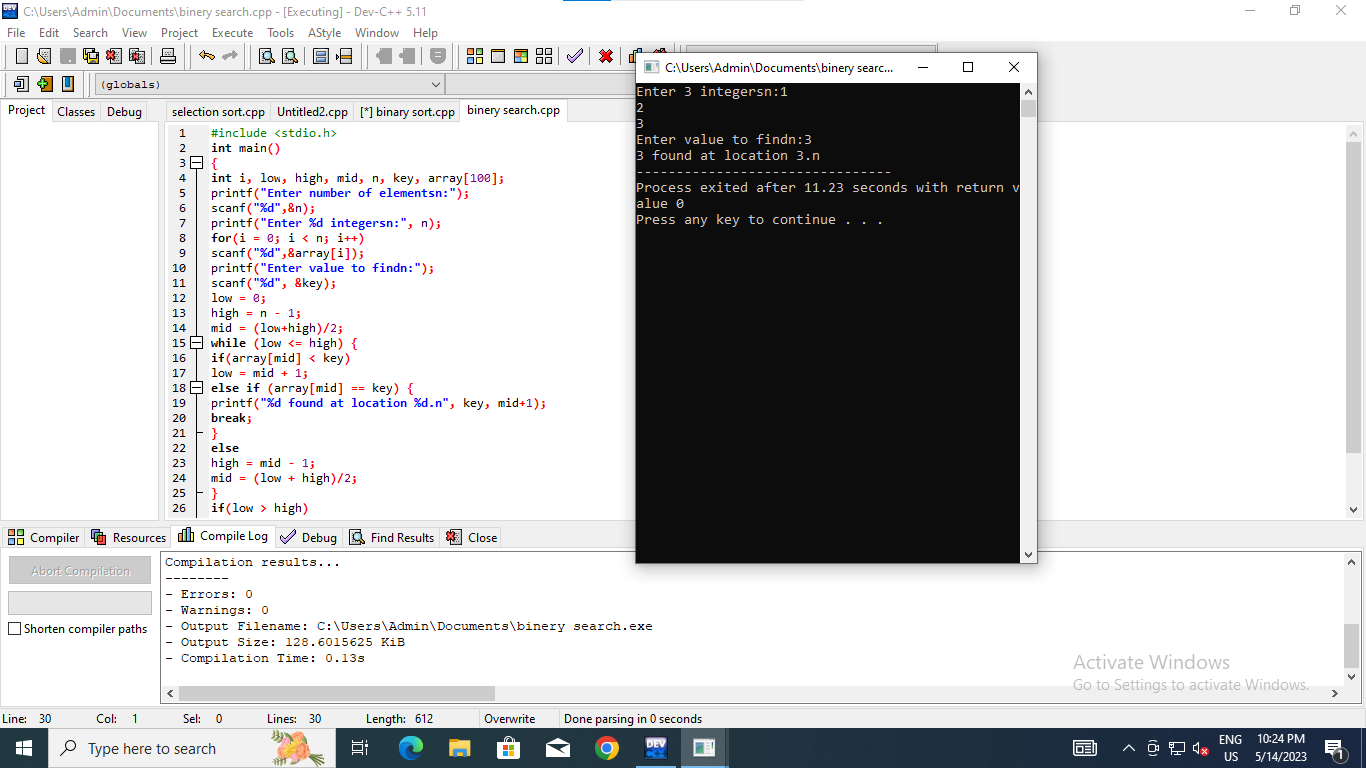 C:\Users\Admin\Documents\binery search.cpp - [Executing] - Dev-C++ 5.11
File Edit Search View Project Execute Tools AStyle Window Help
(globals)
Project Classes Debug
selection sort.cpp Untitled2.cpp [*] binary sort.cpp binery search.cpp
1 #include <stdio.h>
2 int main()
3 {
4 int i, low, high, mid, n, key, array[100];
5 printf("Enter number of elementsn:");
6 scanf("%d",&n);
7 printf("Enter %d integersn:", n);
8 for(i = 0; i < n; i++)
9 scanf("%d",&array[i]);
10 printf("Enter value to findn:");
11 scanf("%d", &key);
12 low = 0;
13 high = n - 1;
14 mid = (low+high)/2;
15 while (low <= high) {
16 if(array[mid] < key)
17 low = mid + 1;
18 else if (array[mid] == key) {
19 printf("%d found at location %d.n", key, mid+1);
20 break;
21 }
22 else
23 high = mid - 1;
24 mid = (low + high)/2;
25 }
26 if(low > high)
C:\Users\Admin\Documents\binery searc...
Enter 3 integersn:1
2
3
Enter value to findn:3
3 found at location 3.n
--------------------------------
Process exited after 11.23 seconds with return v
alue 0
Press any key to continue . . .
Compiler Resources Compile Log Debug Find Results Close
Abort Compilation
Shorten compiler paths
Compilation results...
--------
- Errors: 0
- Warnings: 0
- Output Filename: C:\Users\Admin\Documents\binery search.exe
- Output Size: 128.6015625 KiB
- Compilation Time: 0.13s
Activate Windows
Go to Settings to activate Windows.
Line: 30 Col: 1 Sel: 0 Lines: 30 Length: 612 Overwrite Done parsing in 0 seconds
Type here to search
DEV
ENG
US
10:24 PM
5/14/2023
1